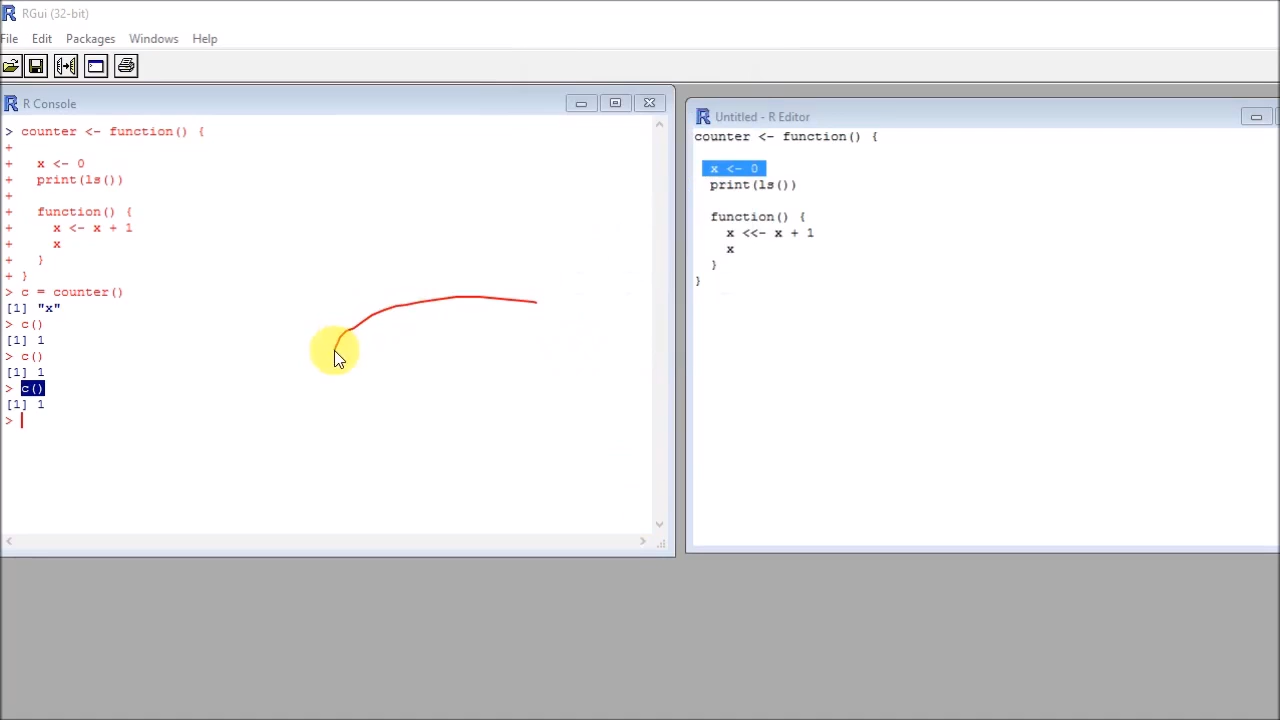 RGui (32-bit)
File Edit Packages Windows Help
R Console
> counter <- function() {
+
+ x <- 0
+ print(ls())
+
+ function() {
+ x <- x + 1
+ x
+ }
+ }
> c = counter()
[1] "x"
> c()
[1] 1
> c()
[1] 1
> c()
[1] 1
>
Untitled - R Editor
counter <- function() {
x <- 0
print(ls())
function() {
x <<- x + 1
x
}
}